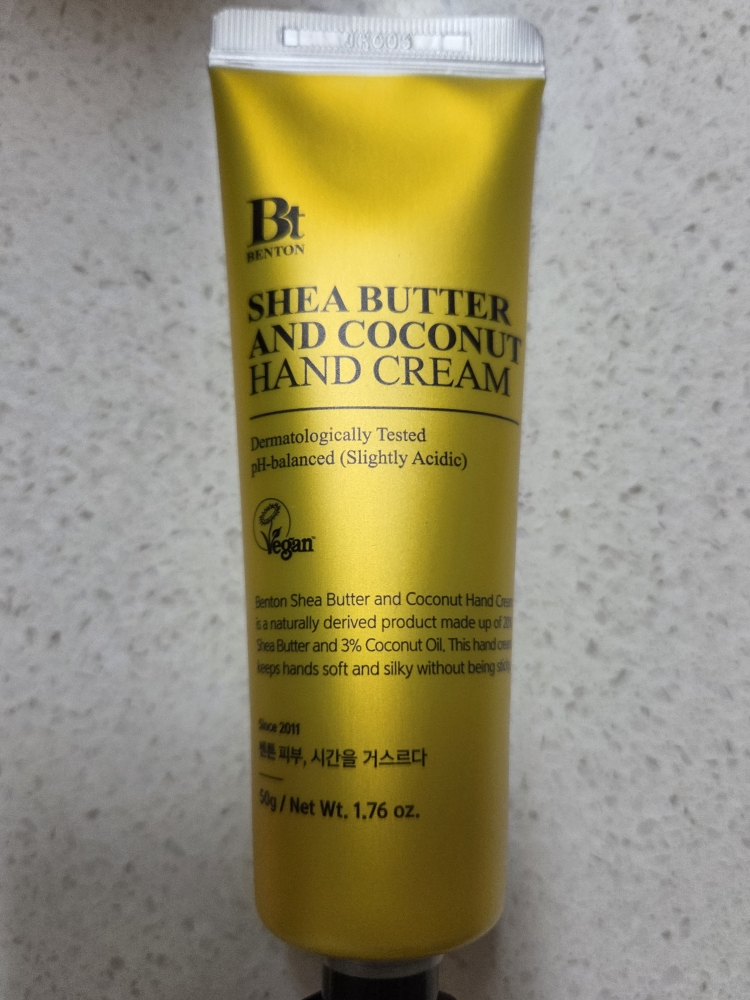 Bt
BENTON
SHEA BUTTER
AND COCONUT
HAND CREAM
Dermatologically Tested
pH-balanced (Slightly Acidic)
Vegan
Benton Shea Butter and Coconut Hand Cream
is a naturally derived product made up of
Shea Butter and 3% Coconut Oil. This hand cream
keeps hands soft and silky without being sticky
Since 2011
피부, 시간을 거스르다
50g / Net Wt. 1.76 oz.